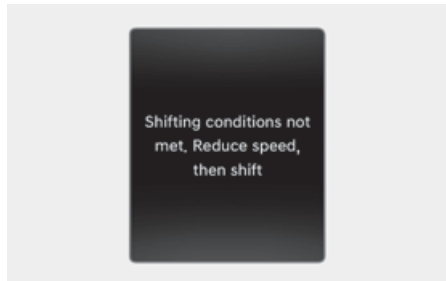 Shifting conditions not
met, Reduce speed,
then shift